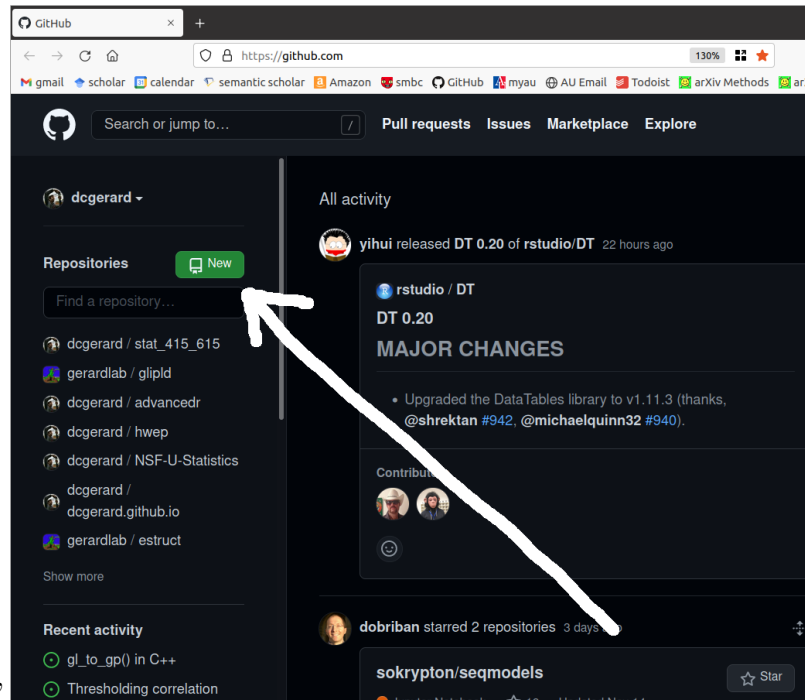 GitHub × +
https://github.com 130%
gmail scholar calendar semantic scholar Amazon smbc GitHub myau AU Email Todoist arXiv Methods ar
Search or jump to… / Pull requests Issues Marketplace Explore
dcgerard
All activity
yihui released DT 0.20 of rstudio/DT 22 hours ago
Repositories New
Find a repository…
rstudio / DT
DT 0.20
MAJOR CHANGES
dcgerard / stat_415_615
gerardlab / glipld
dcgerard / advancedr
dcgerard / hwep
dcgerard / NSF-U-Statistics
dcgerard /
dcgerard.github.io
gerardlab / estruct
Show more
• Upgraded the DataTables library to v1.11.3 (thanks,
@shrektan #942, @michaelquinn32 #940).
Recent activity
gl_to_gp() in C++
Thresholding correlation
dobriban starred 2 repositories 3 days
sokrypton/seqmodels
Star